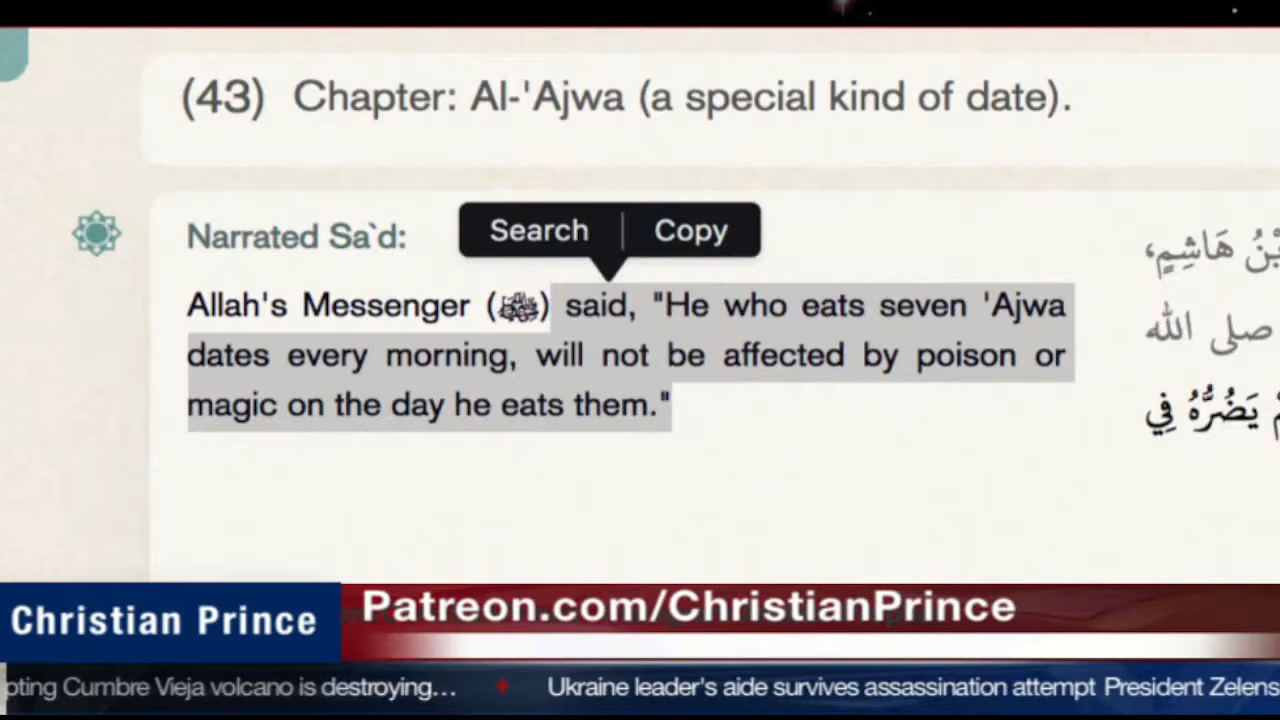 (43) Chapter: Al-'Ajwa (a special kind of date).
Search Copy
Narrated Sa`d:
Allah's Messenger (ﷺ) said, "He who eats seven 'Ajwa
dates every morning, will not be affected by poison or
magic on the day he eats them."
بْنُ هَاشِمٍ،
صلى الله
يَضُرُّهُ فِي
Christian Prince
Patreon.com/ChristianPrince
pting Cumbre Vieja volcano is destroying... Ukraine leader's aide survives assassination attempt President Zelens